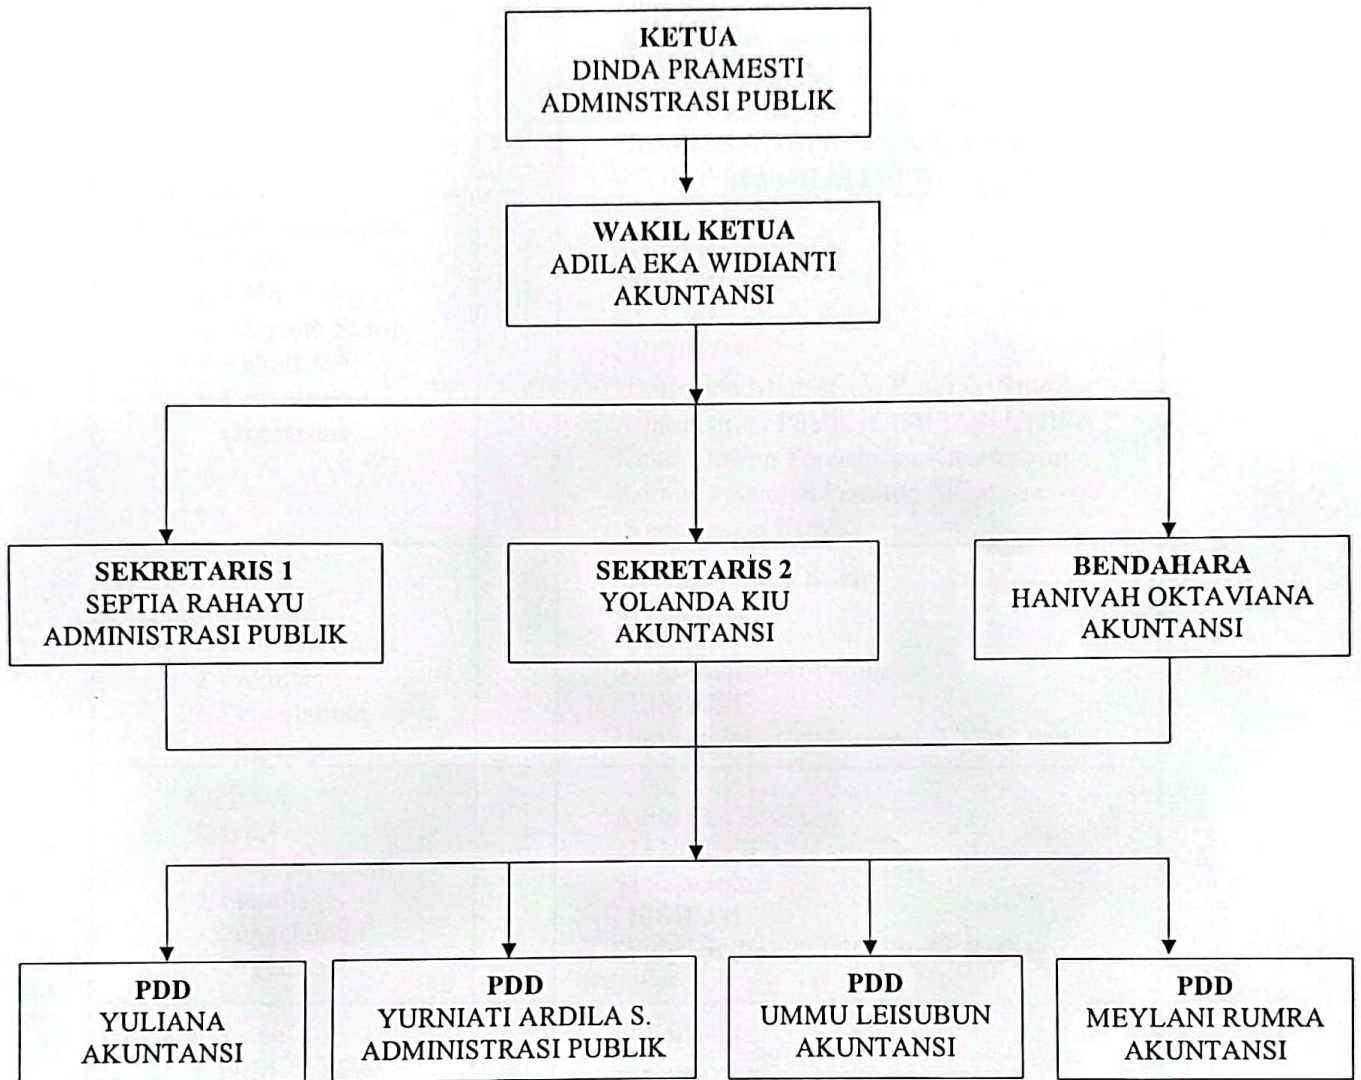 KETUA
DINDA PRAMESTI
ADMINSTRASI PUBLIK
WAKIL KETUA
ADILA EKA WIDIANTI
AKUNTANSI
SEKRETARIS 1
SEPTIA RAHAYU
ADMINISTRASI PUBLIK
SEKRETARIS 2
YOLANDA KIU
AKUNTANSI
BENDAHARA
HANIVAH OKTAVIANA
AKUNTANSI
PDD
YULIANA
AKUNTANSI
PDD
YURNIATI ARDILA S.
ADMINISTRASI PUBLIK
PDD
UMMU LEISUBUN
AKUNTANSI
PDD
MEYLANI RUMRA
AKUNTANSI